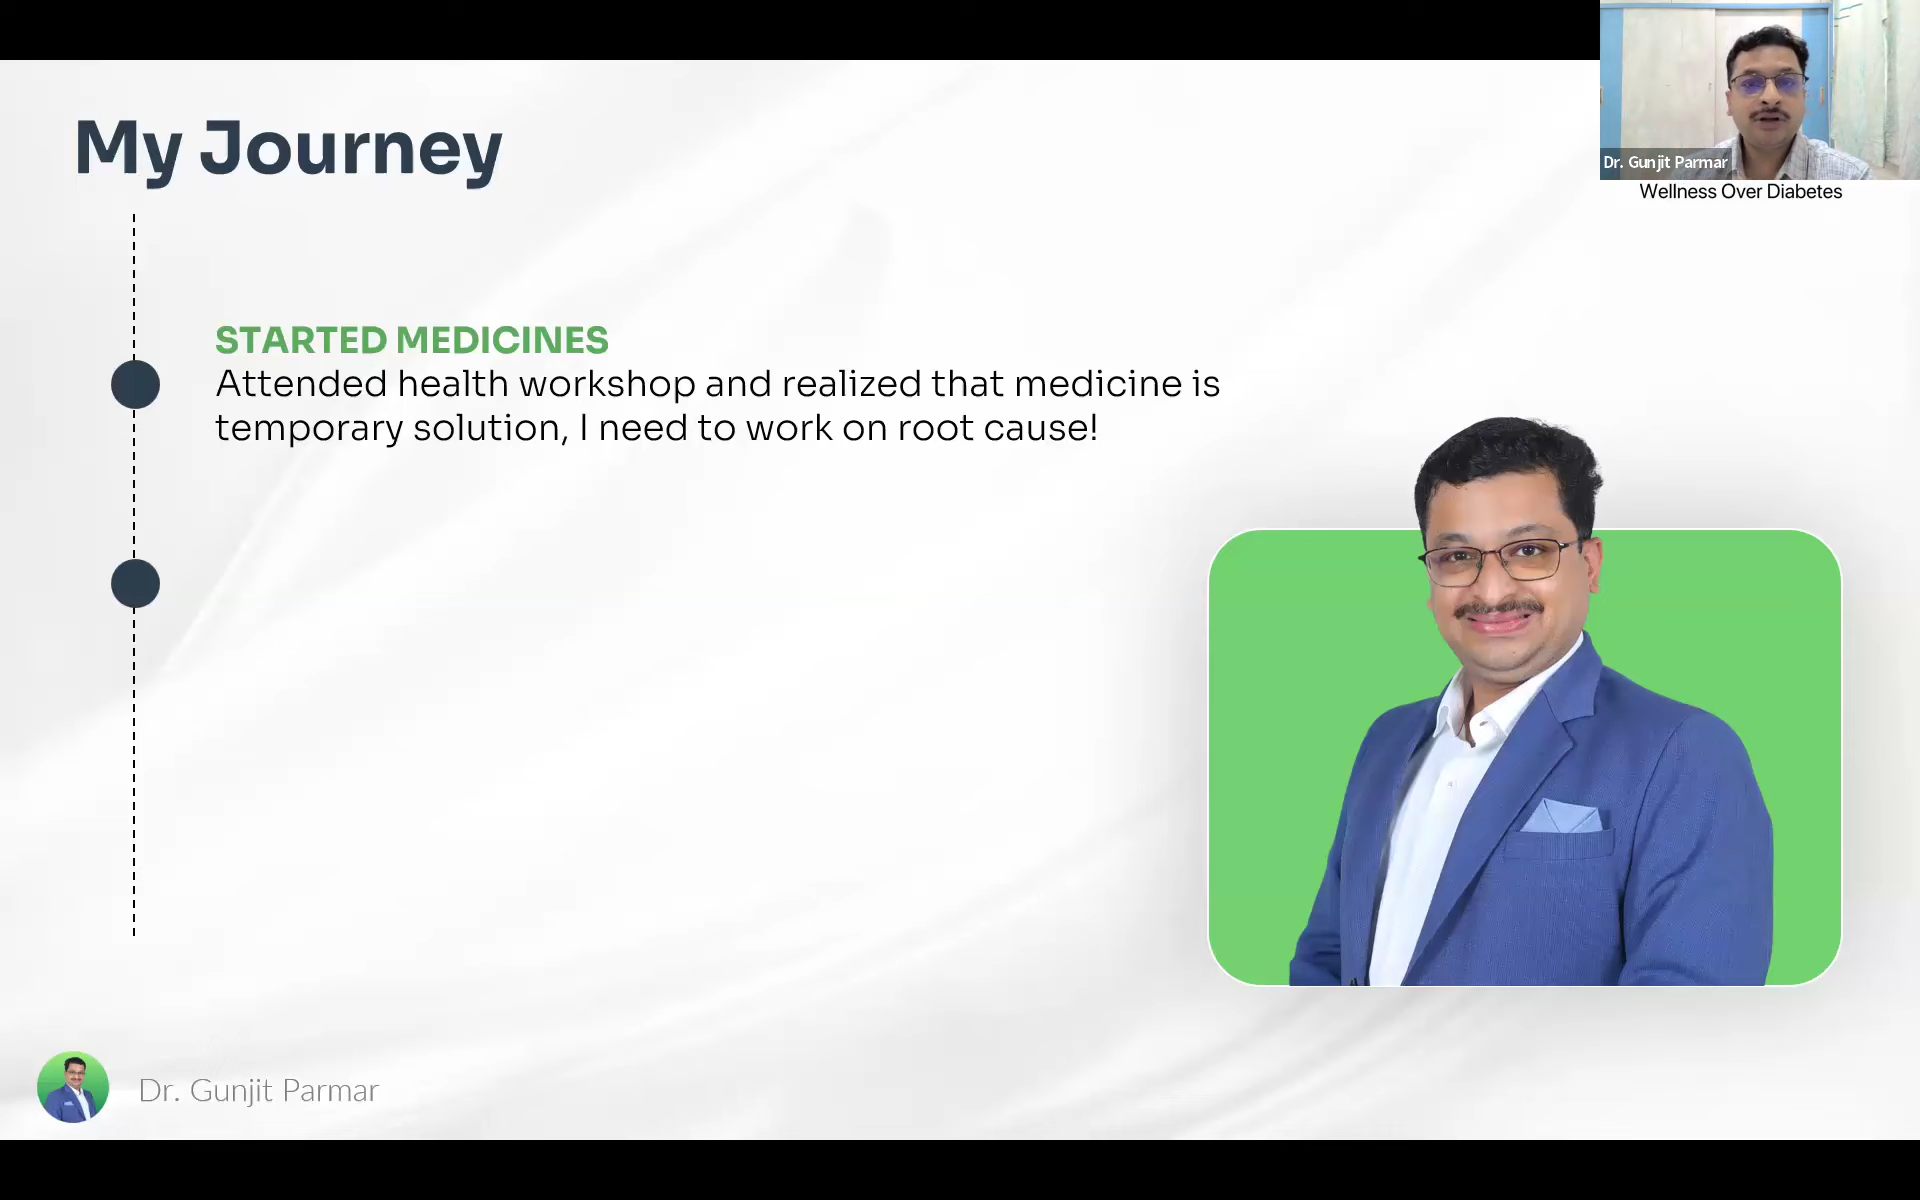 My Journey
Dr. Gunjit Parmar
Wellness Over Diabetes
STARTED MEDICINES
Attended health workshop and realized that medicine is
temporary solution, I need to work on root cause!
Dr. Gunjit Parmar